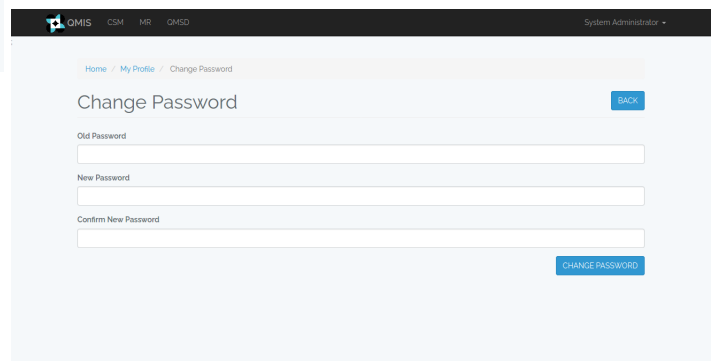 QMIS CSM MR QMSD System Administrator
Home / My Profile / Change Password
Change Password BACK
Old Password
New Password
Confirm New Password
CHANGE PASSWORD